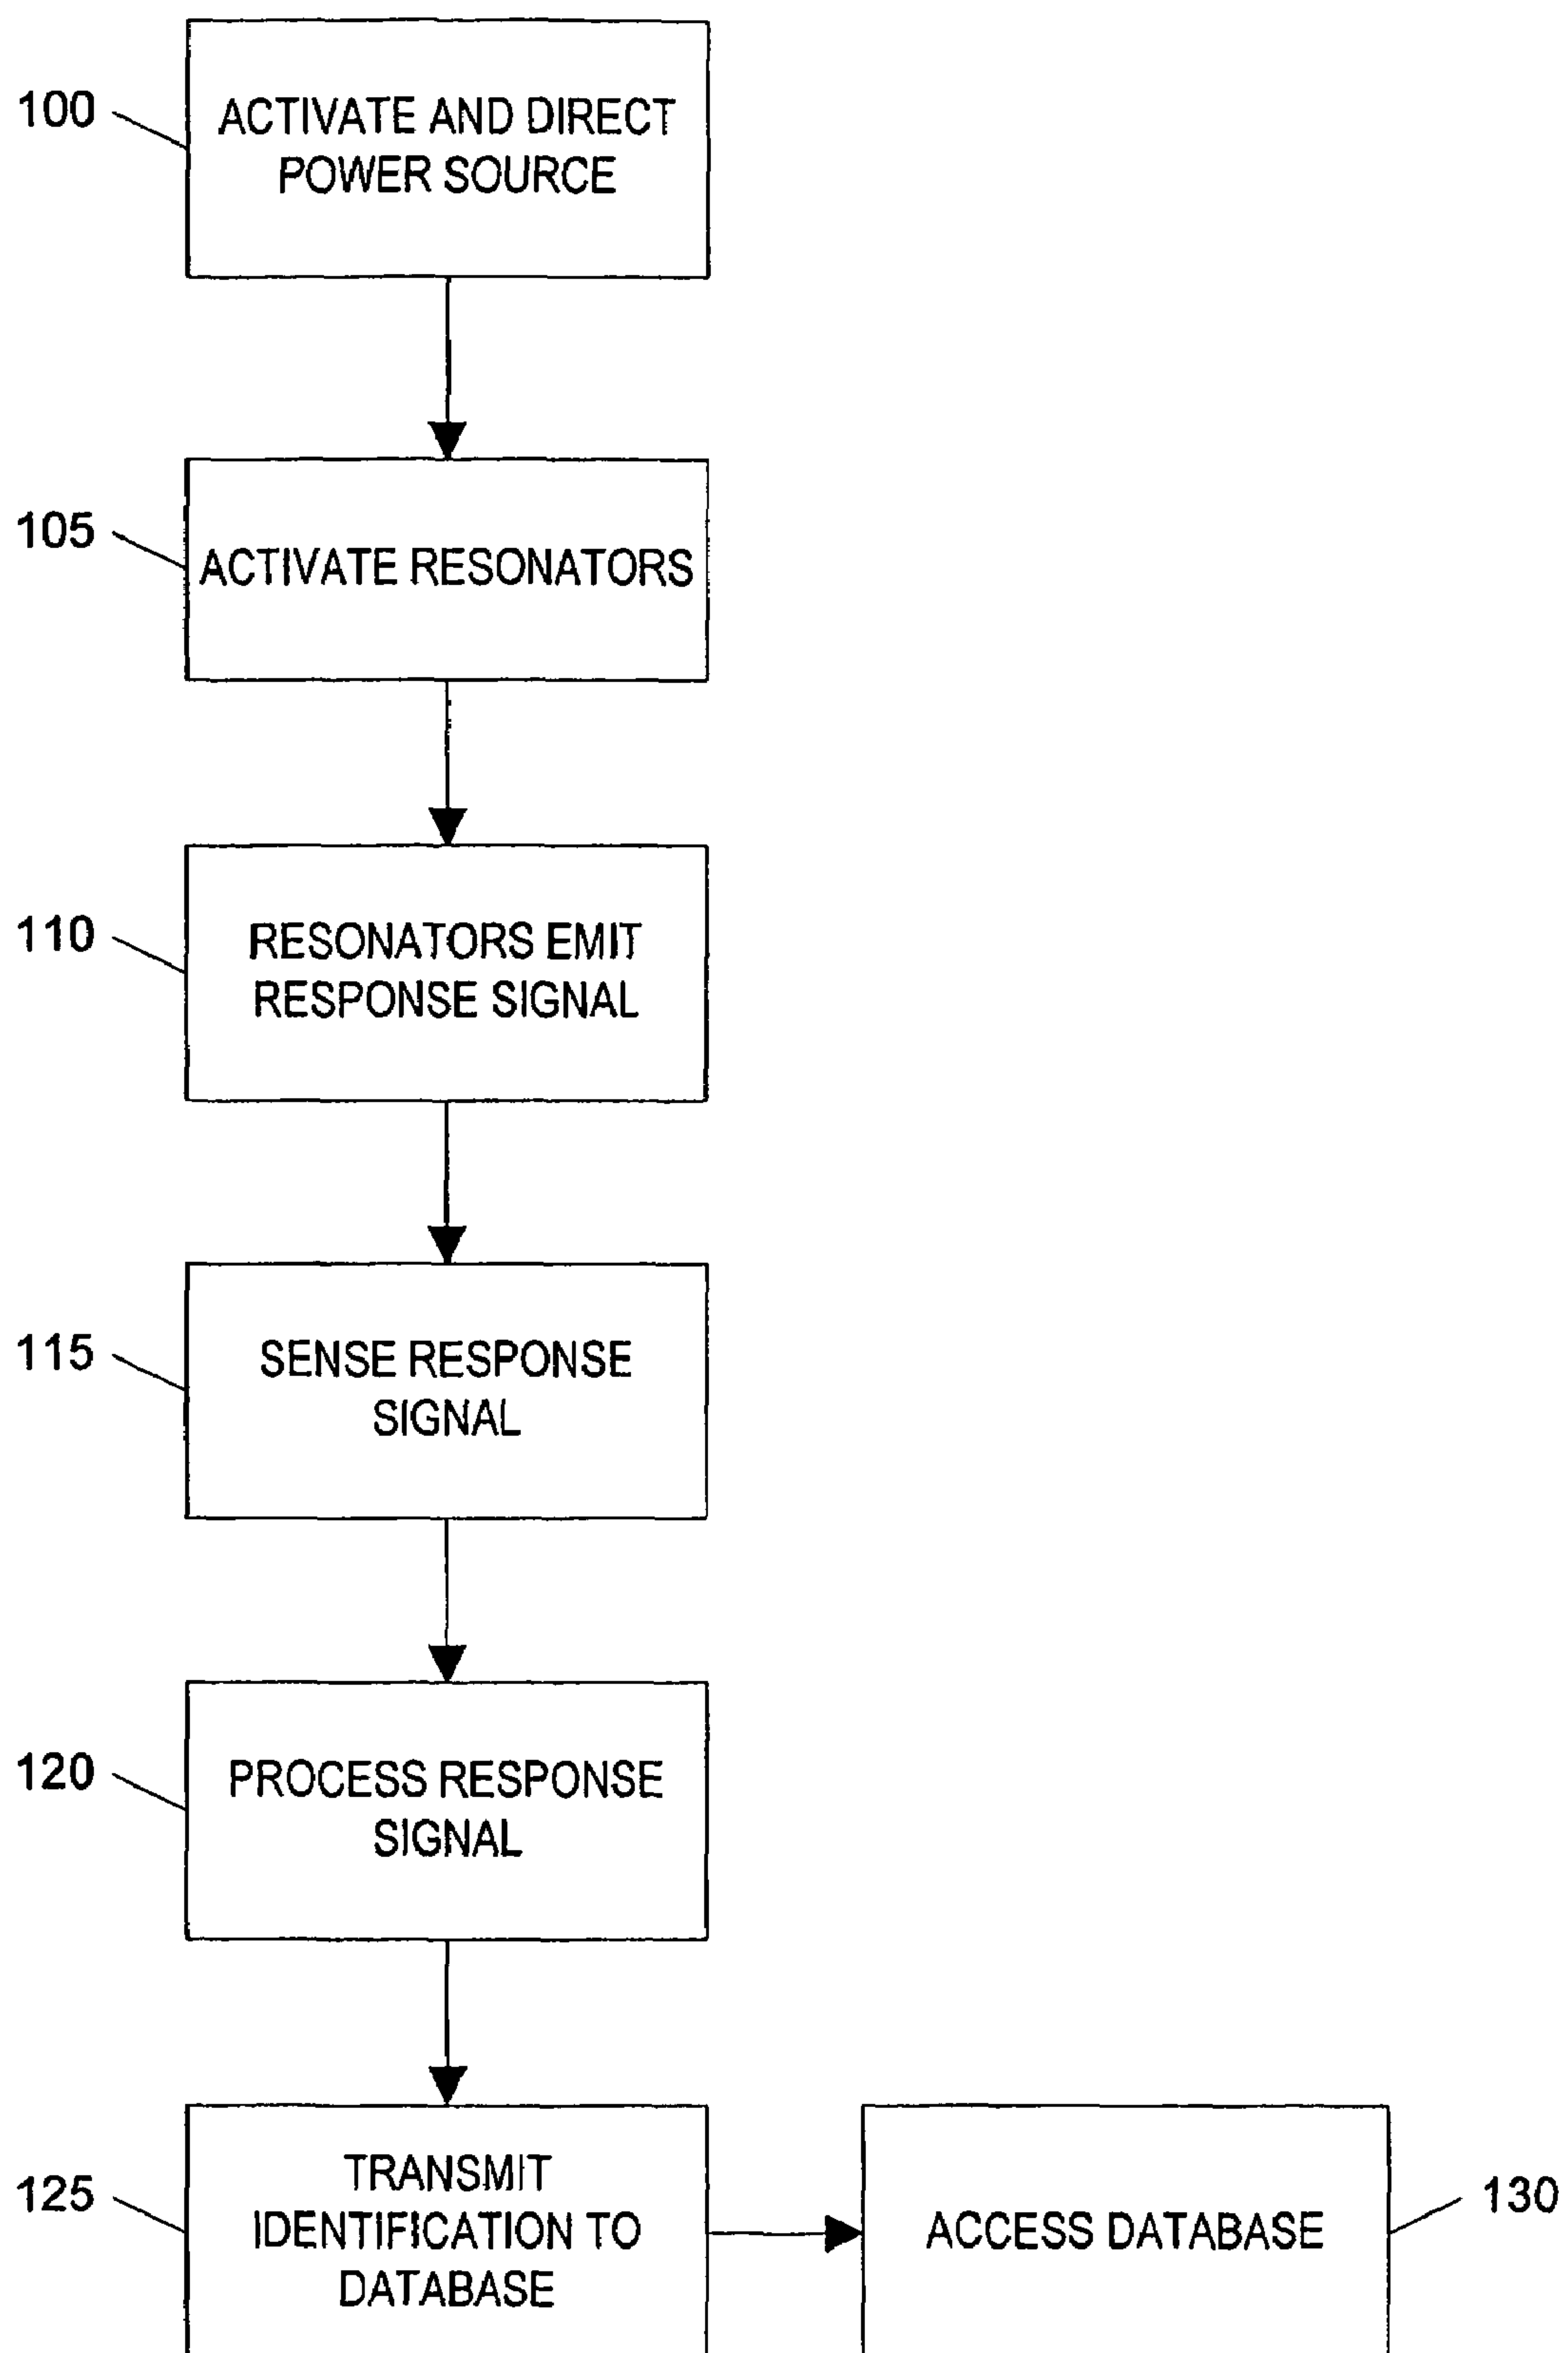 100
ACTIVATE AND DIRECT
POWER SOURCE
105
ACTIVATE RESONATORS
110
RESONATORS EMIT
RESPONSE SIGNAL
115
SENSE RESPONSE
SIGNAL
120
PROCESS RESPONSE
SIGNAL
125
TRANSMIT
IDENTIFICATION TO
DATABASE
ACCESS DATABASE
130